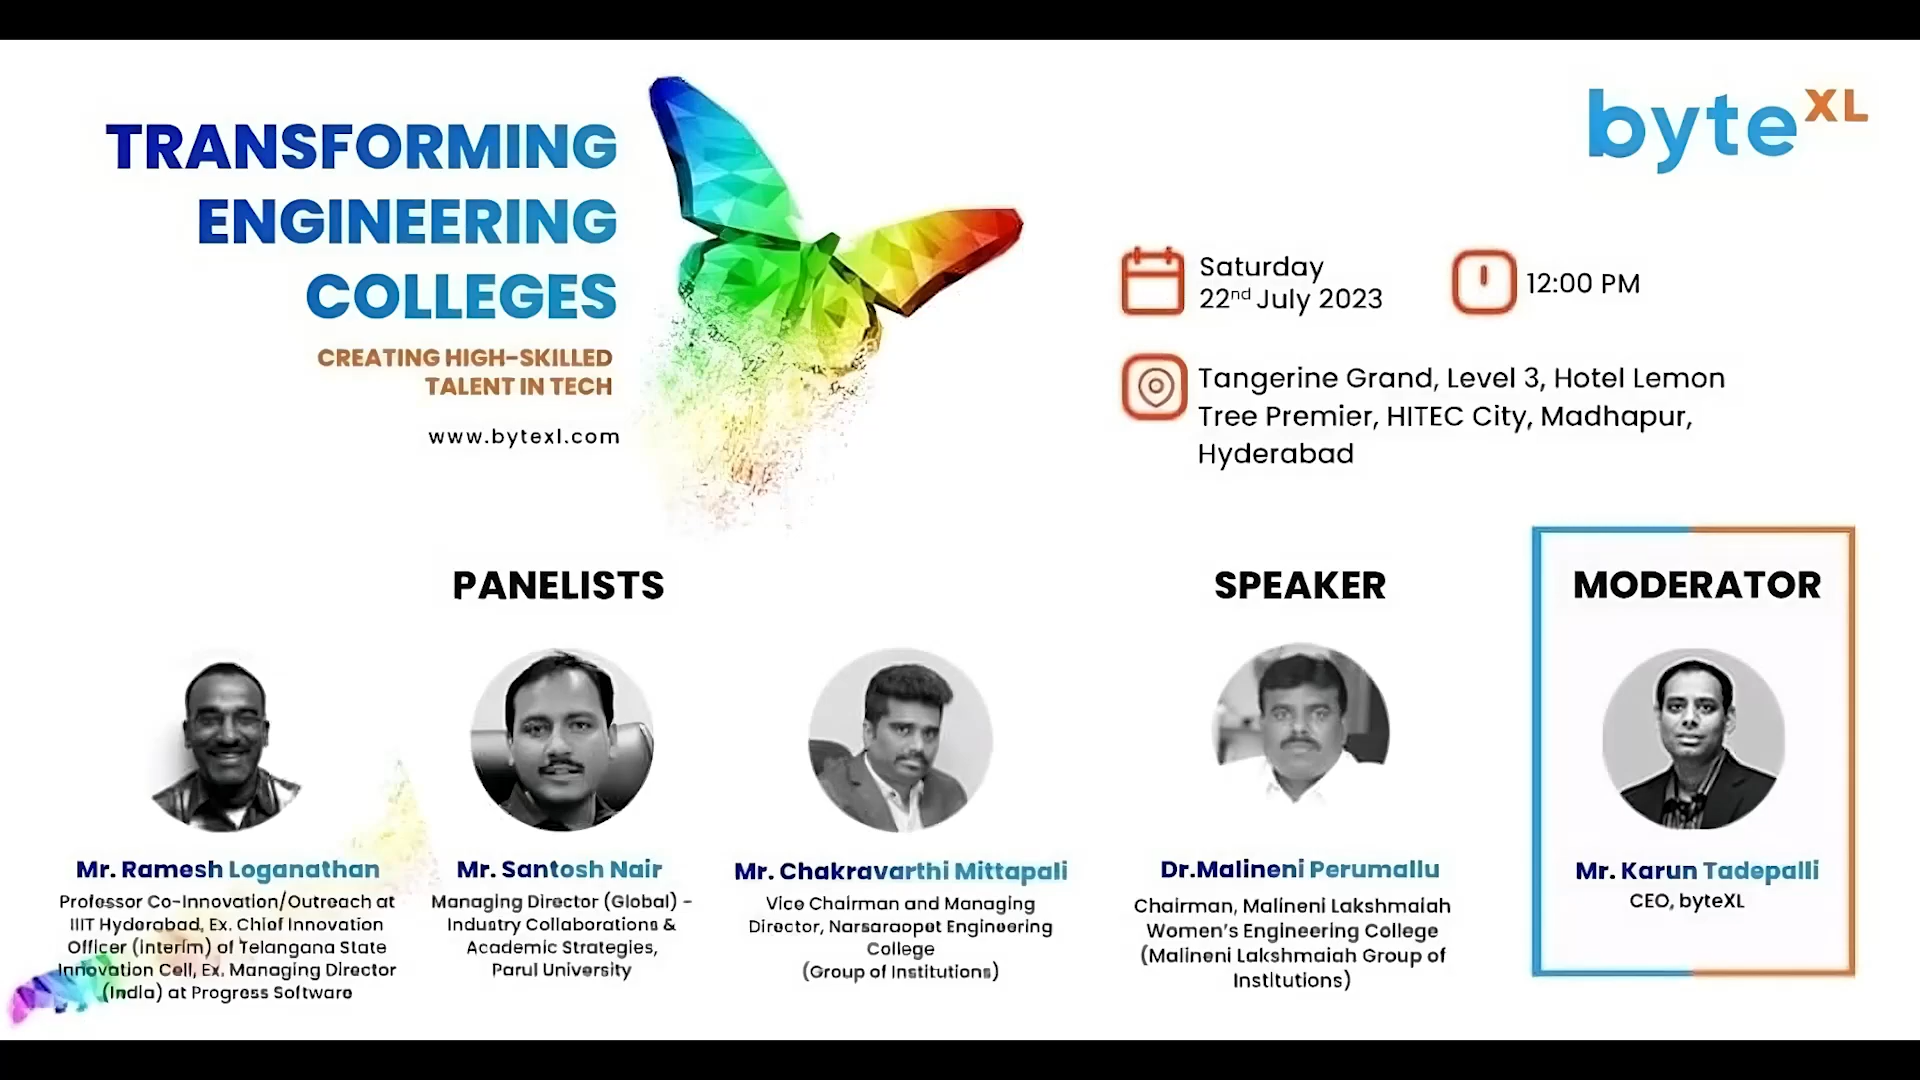 TRANSFORMING
ENGINEERING
COLLEGES
CREATING HIGH-SKILLED
TALENT IN TECH
www.bytexl.com
byteXL
Saturday
22nd July 2023
12:00 PM
Tangerine Grand, Level 3, Hotel Lemon
Tree Premier, HITEC City, Madhapur,
Hyderabad
PANELISTS
Mr. Ramesh Loganathan
Professor Co-Innovation/Outreach at
IIIT Hyderabad, Ex. Chief Innovation
Officer (interim) of Telangana State
Innovation Cell, Ex. Managing Director
(India) at Progress Software
Mr. Santosh Nair
Managing Director (Global) -
Industry Collaborations &
Academic Strategies,
Parul University
Mr. Chakravarthi Mittapali
Vice Chairman and Managing
Director, Narsaraopet Engineering
College
(Group of Institutions)
SPEAKER
Dr.Malineni Perumallu
Chairman, Malineni Lakshmaiah
Women's Engineering College
(Malineni Lakshmaiah Group of
Institutions)
MODERATOR
Mr. Karun Tadepalli
CEO, byteXL